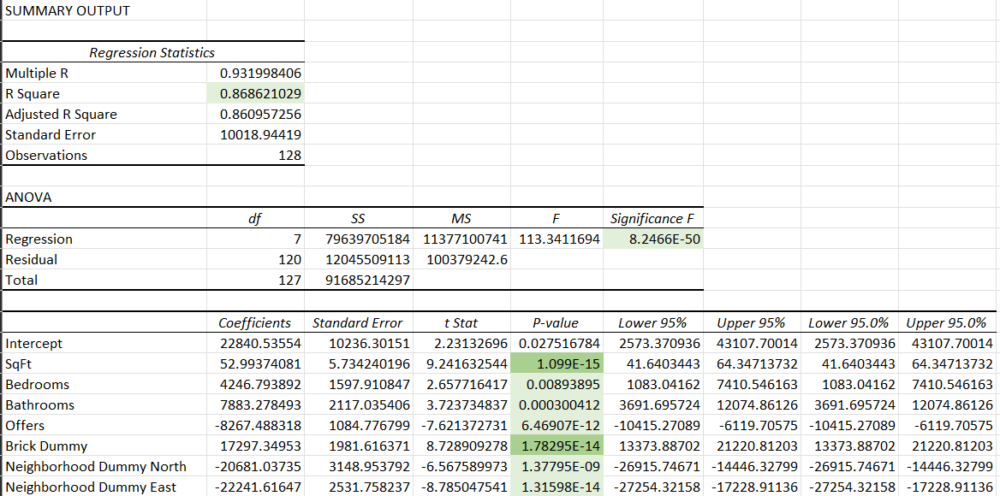 SUMMARY OUTPUT
Regression Statistics
Multiple R 0.931998406
R Square 0.868621029
Adjusted R Square 0.860957256
Standard Error 10018.94419
Observations 128
ANOVA
df SS MS F Significance F
Regression 7 79639705184 11377100741 113.3411694 8.2466E-50
Residual 120 12045509113 100379242.6
Total 127 91685214297
Coefficients Standard Error t Stat P-value Lower 95% Upper 95% Lower 95.0% Upper 95.0%
Intercept 22840.53554 10236.30151 2.23132696 0.027516784 2573.370936 43107.70014 2573.370936 43107.70014
SqFt 52.99374081 5.734240196 9.241632544 1.099E-15 41.6403443 64.34713732 41.6403443 64.34713732
Bedrooms 4246.793892 1597.910847 2.657716417 0.00893895 1083.04162 7410.546163 1083.04162 7410.546163
Bathrooms 7883.278493 2117.035406 3.723734837 0.000300412 3691.695724 12074.86126 3691.695724 12074.86126
Offers -8267.488318 1084.776799 -7.621372731 6.46907E-12 -10415.27089 -6119.70575 -10415.27089 -6119.70575
Brick Dummy 17297.34953 1981.616371 8.728909278 1.78295E-14 13373.88702 21220.81203 13373.88702 21220.81203
Neighborhood Dummy North -20681.03735 3148.953792 -6.567589973 1.37795E-09 -26915.74671 -14446.32799 -26915.74671 -14446.32799
Neighborhood Dummy East -22241.61647 2531.758237 -8.785047541 1.31598E-14 -27254.32158 -17228.91136 -27254.32158 -17228.91136